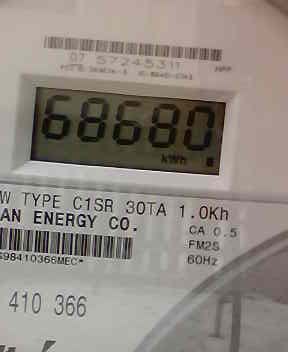 07 57245311
68680
kWh
W TYPE C1SR 30TA 1.0Kh
AN ENERGY CO.
CA 0.5
FM2S
60Hz
G98410366MEC*
410 366